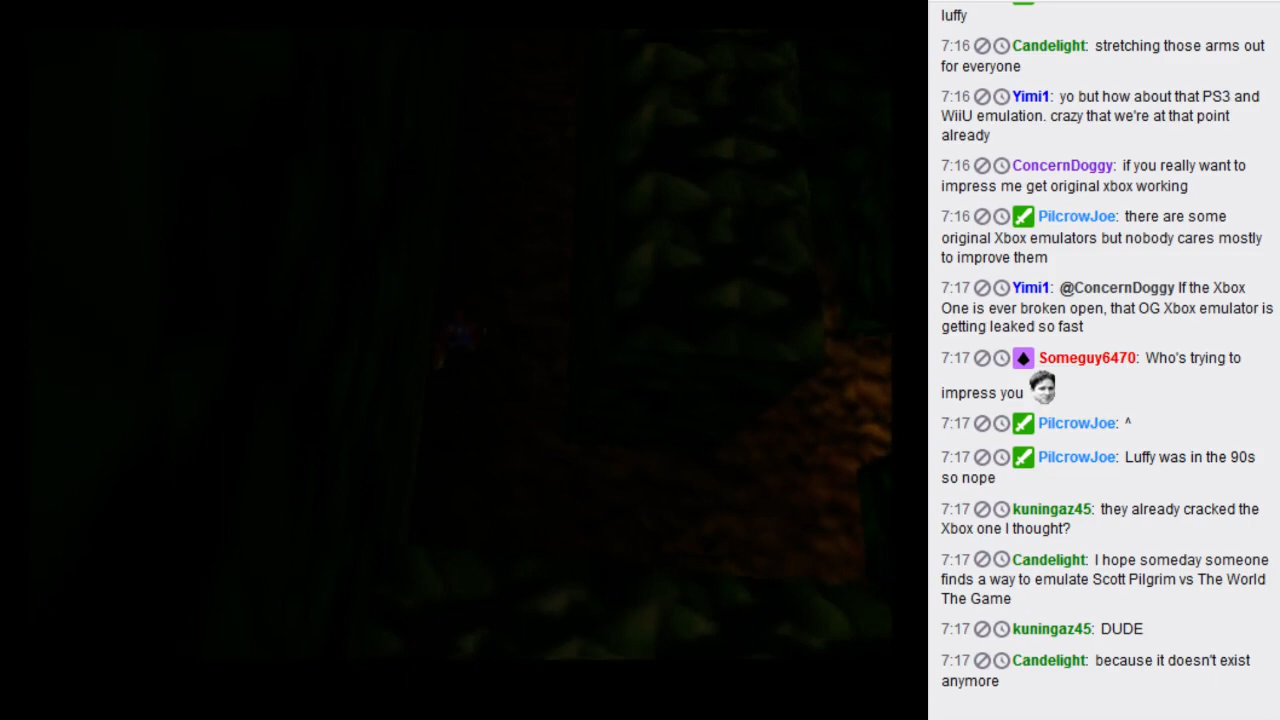 luffy
7:16 Candelight: stretching those arms out
for everyone
7:16 Yimi1: yo but how about that PS3 and
WiiU emulation. crazy that we're at that point
already
7:16 ConcernDoggy: if you really want to
impress me get original xbox working
7:16 PilcrowJoe: there are some
original Xbox emulators but nobody cares mostly
to improve them
7:17 Yimi1: @ConcernDoggy If the Xbox
One is ever broken open, that OG Xbox emulator is
getting leaked so fast
7:17 Someguy6470: Who's trying to
impress you
7:17 PilcrowJoe: ^
7:17 PilcrowJoe: Luffy was in the 90s
so nope
7:17 kuningaz45: they already cracked the
Xbox one I thought?
7:17 Candelight: I hope someday someone
finds a way to emulate Scott Pilgrim vs The World
The Game
7:17 kuningaz45: DUDE
7:17 Candelight: because it doesn't exist
anymore